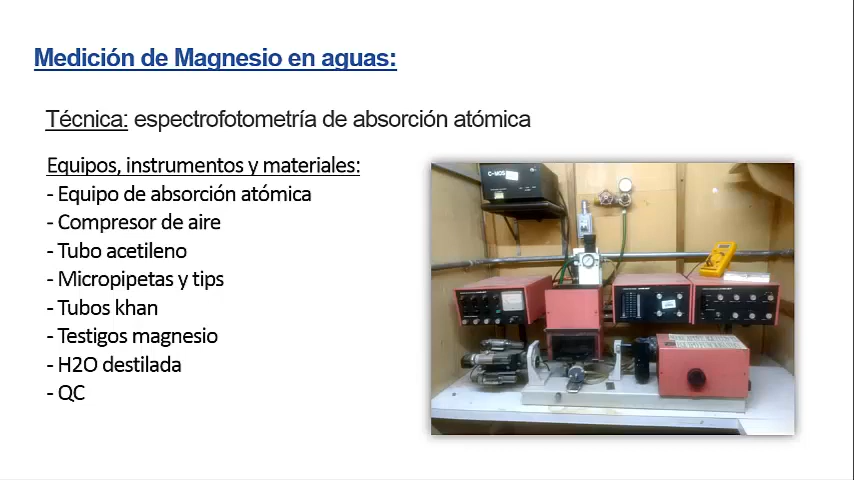 Medición de Magnesio en aguas:
Técnica: espectrofotometría de absorción atómica
Equipos, instrumentos y materiales:
- Equipo de absorción atómica
- Compresor de aire
- Tubo acetileno
- Micropipetas y tips
- Tubos khan
- Testigos magnesio
- H2O destilada
- QC
C-MOS